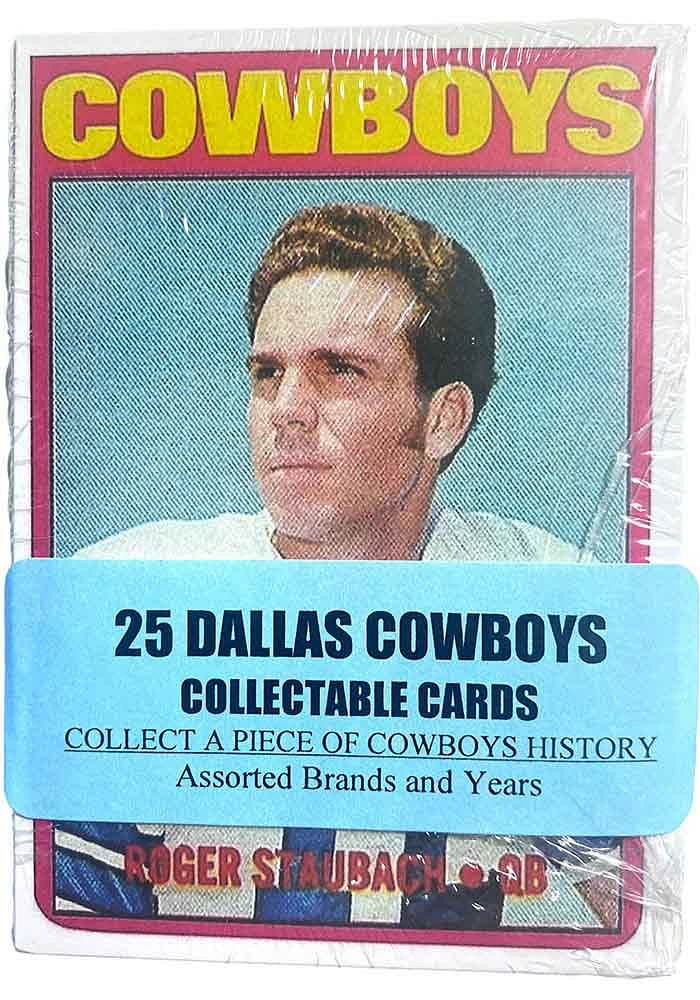 COWBOYS
25 DALLAS COWBOYS
COLLECTABLE CARDS
COLLECT A PIECE OF COWBOYS HISTORY
Assorted Brands and Years
ROGER STAUBACH • QB